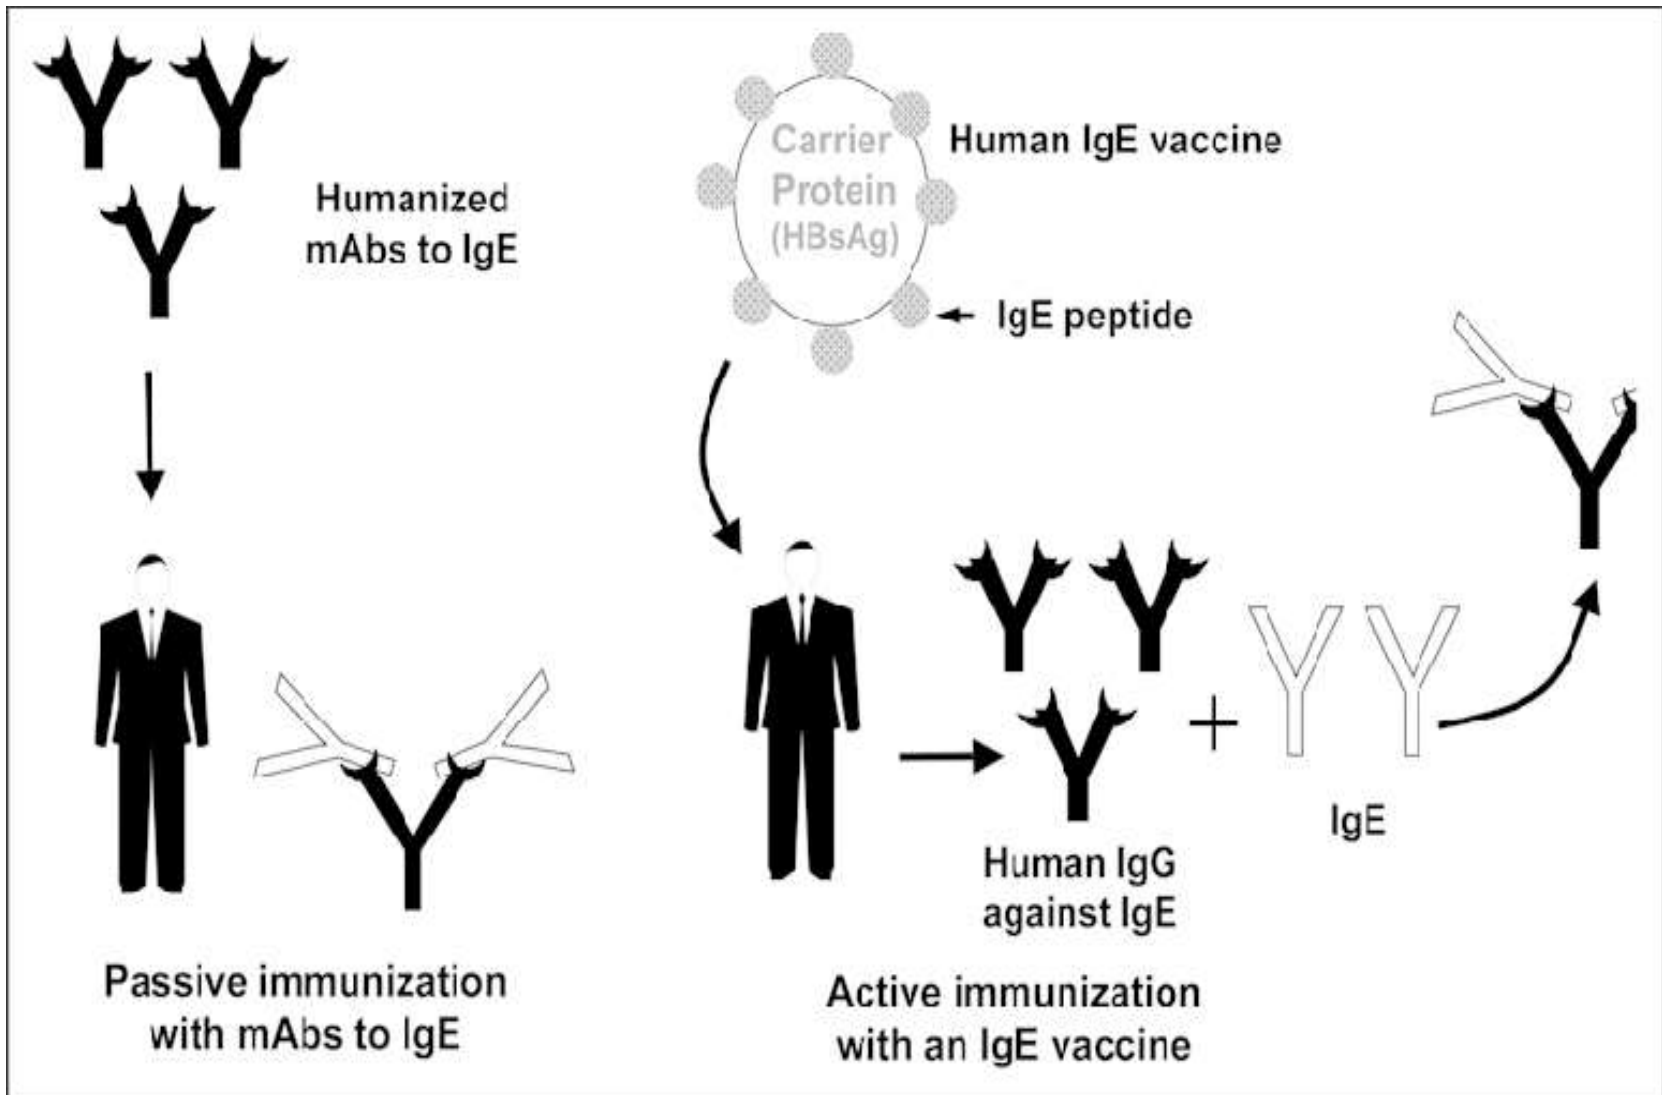 Humanized
mAbs to IgE
Passive immunization
with mAbs to IgE
Carrier
Protein
(HBsAg)
Human IgE vaccine
IgE peptide
Human IgG
against IgE
+
IgE
Active immunization
with an IgE vaccine